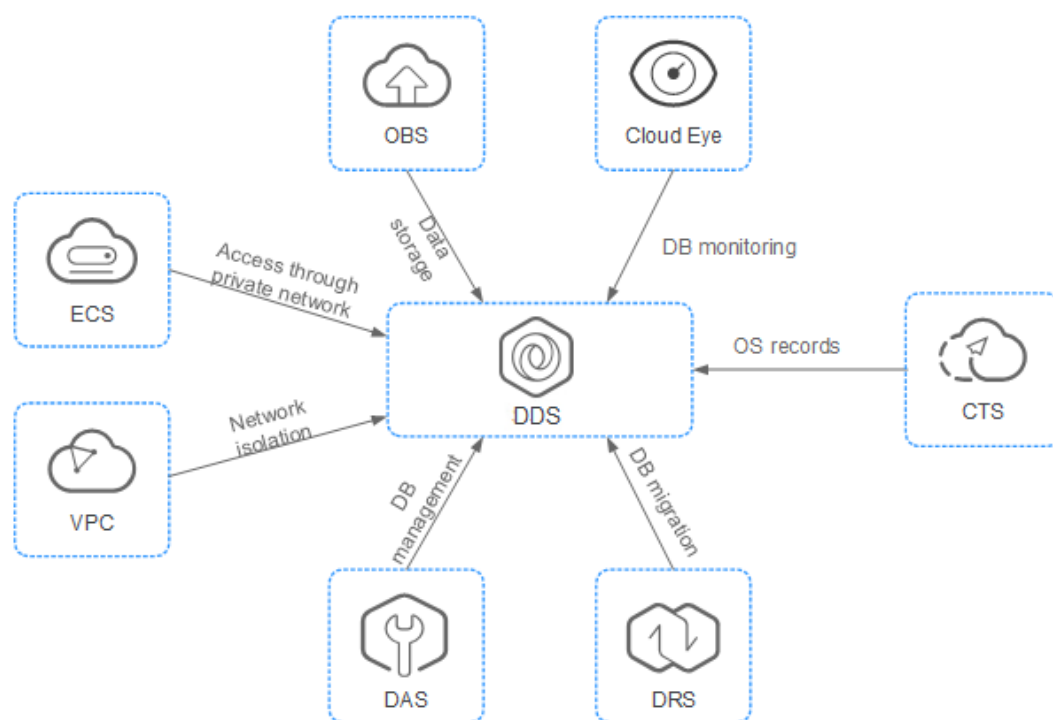 OBS
Cloud Eye
Data
storage
DB monitoring
Access through
private network
ECS
OS records
DDS
CTS
Network
isolation
VPC
DB
management
DB migration
DAS
DRS